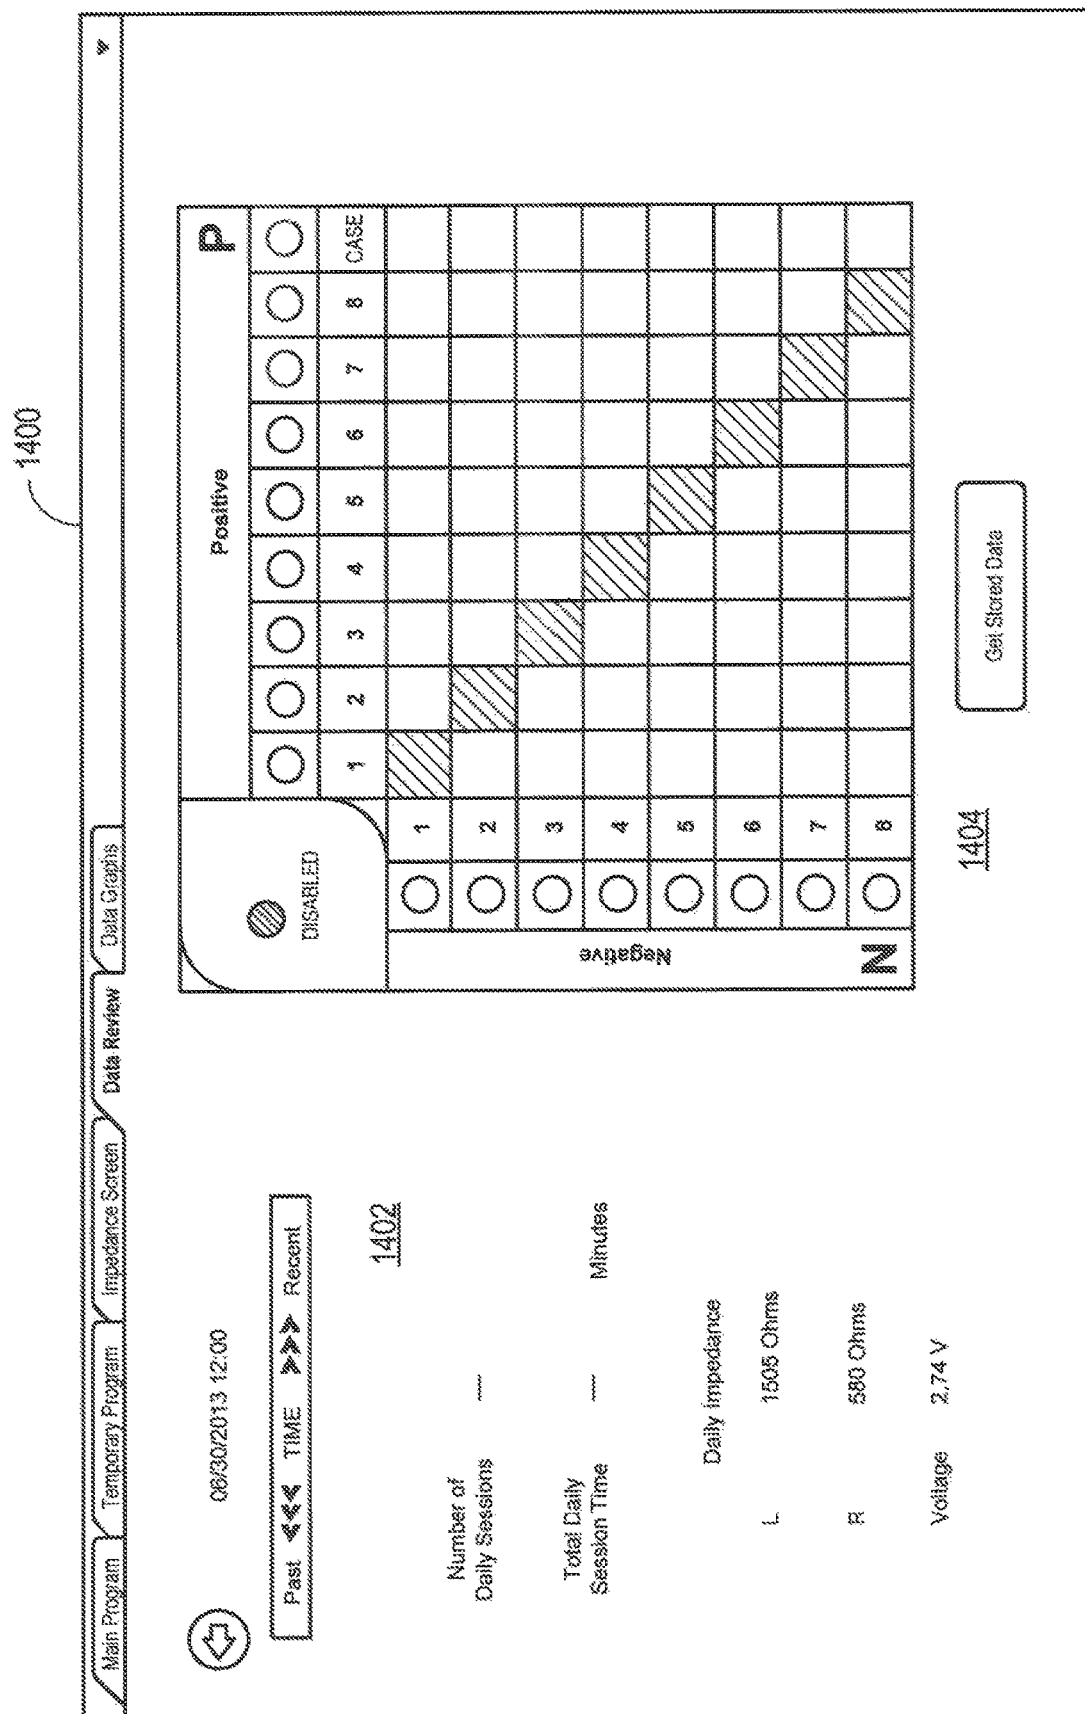 1400
Main Program
Temporary Program
Impedance Screen
Data Review
Data Graphs
06/30/2013 12:00
Past TIME Recent
1402
Number of
Daily Sessions —
Total Daily
Session Time — Minutes
Daily Impedance
L 1505 Ohms
R 580 Ohms
Voltage 2.74 V
DISABLED
Positive P
1 2 3 4 5 6 7 8 CASE
Negative
N
1
2
3
4
5
6
7
8
1404
Get Stored Data